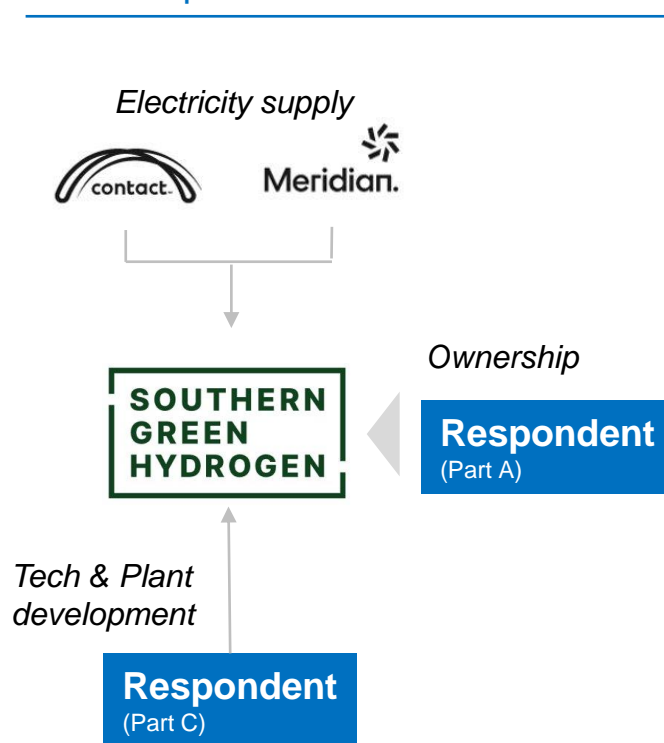 Electricity supply
contact
Meridian.
Ownership
SOUTHERN
GREEN
HYDROGEN
Respondent
(Part A)
Tech & Plant
development
Respondent
(Part C)